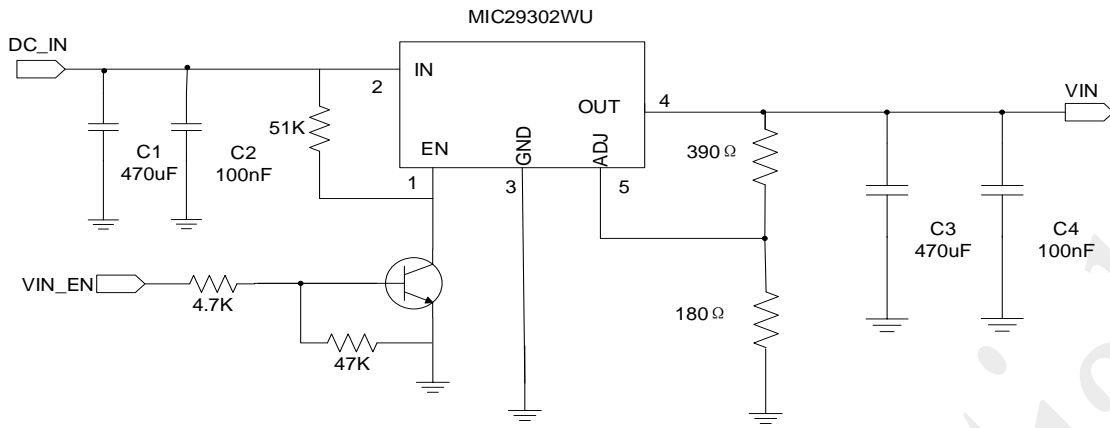 MIC29302WU
DC_IN
IN
2
OUT
4
VIN
51K
EN
GND
ADJ
390Ω
C1
470uF
C2
100nF
1
3
5
C3
470uF
C4
100nF
VIN_EN
4.7K
180Ω
47K